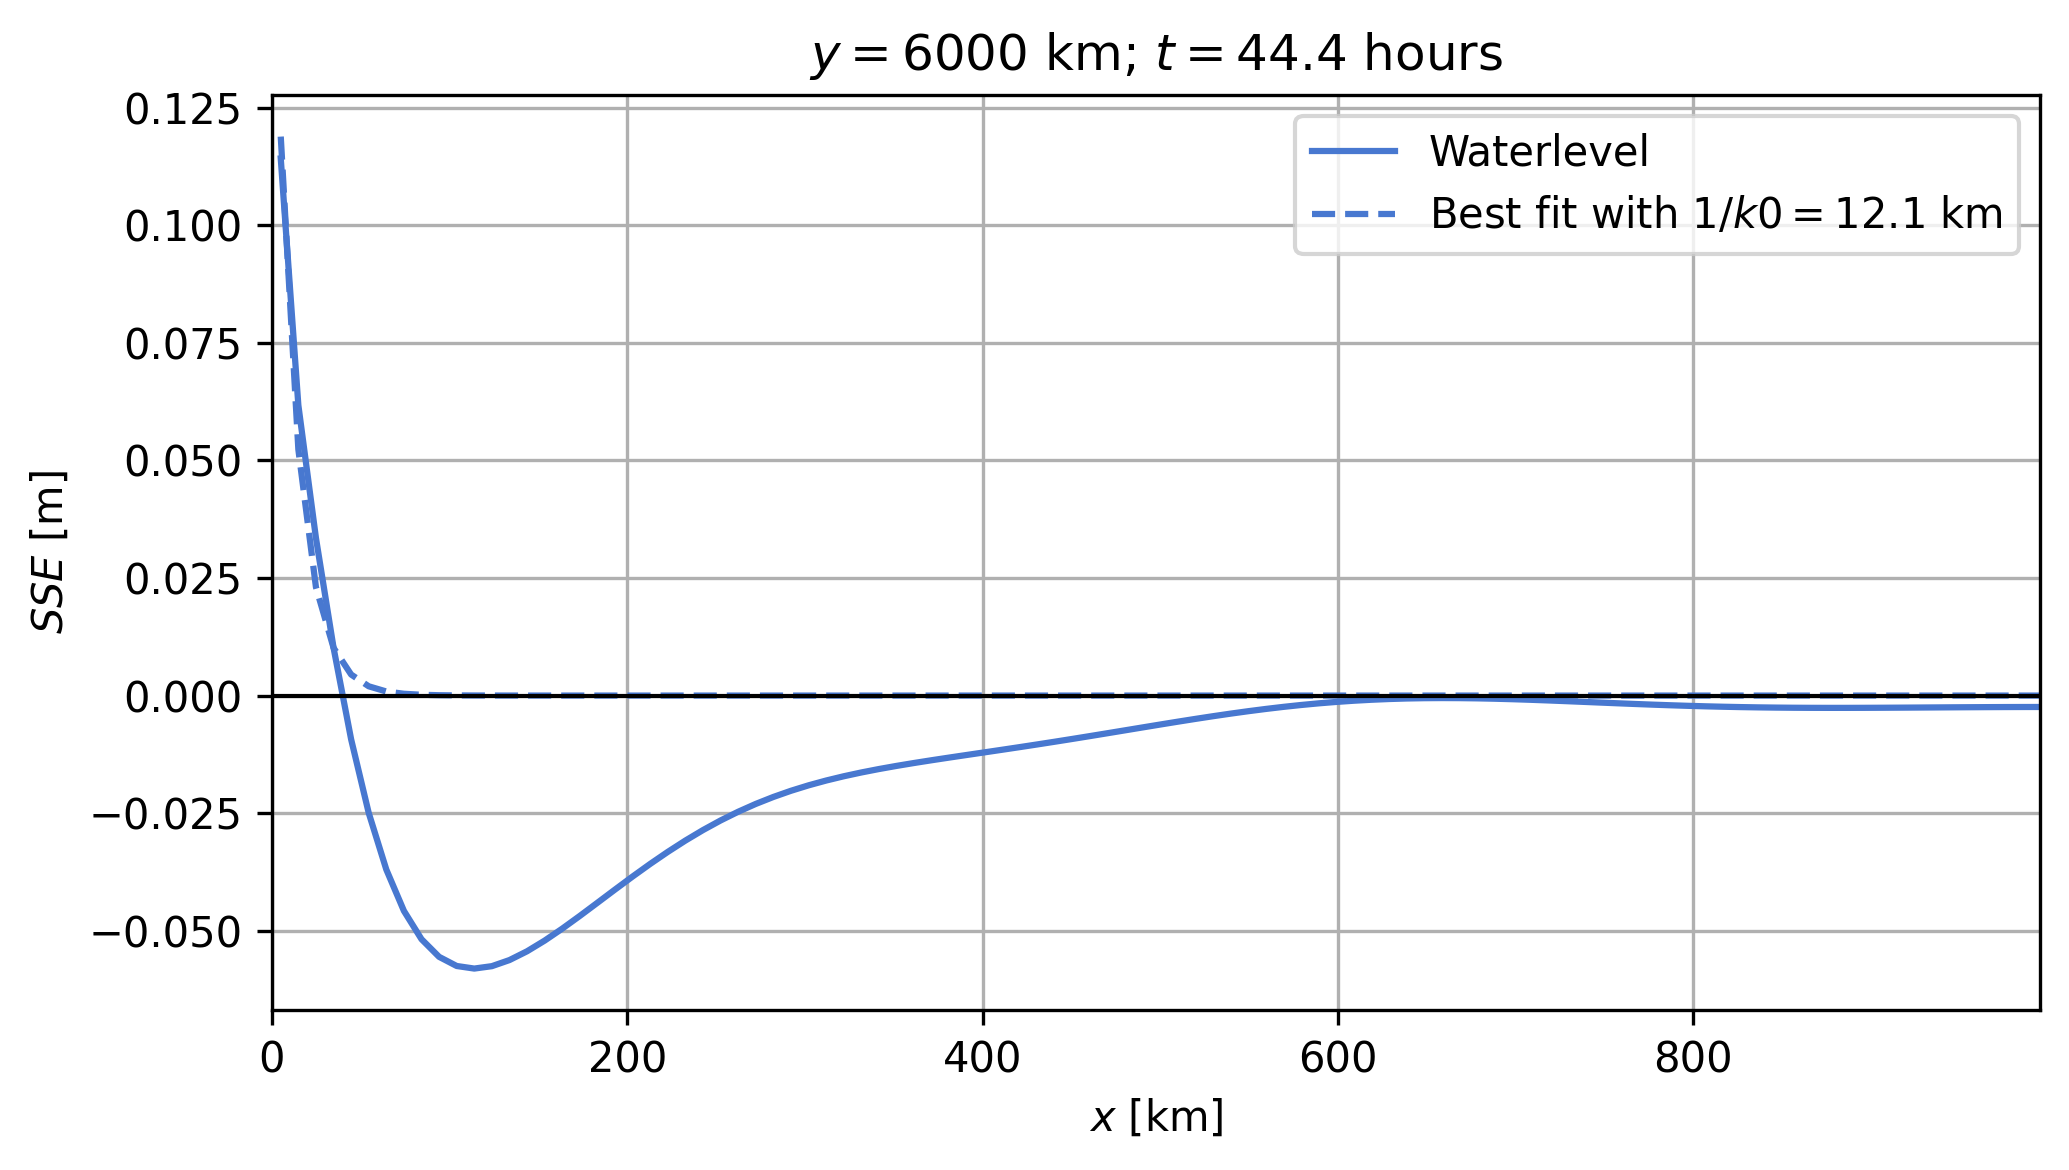 y = 6000 km; t = 44.4 hours
0.125
0.100
0.075
0.050
0.025
0.000
−0.025
−0.050
SSE [m]
Waterlevel
Best fit with 1/k0 = 12.1 km
0 200 400 600 800
x [km]